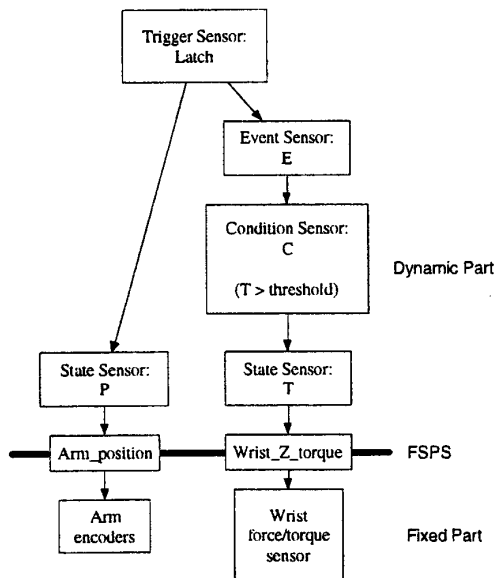 Trigger Sensor:
Latch
Event Sensor:
E
Condition Sensor:
C
(T > threshold)
Dynamic Part
State Sensor:
P
State Sensor:
T
Arm_position
Wrist_Z_torque
FSPS
Arm
encoders
Wrist
force/torque
sensor
Fixed Part